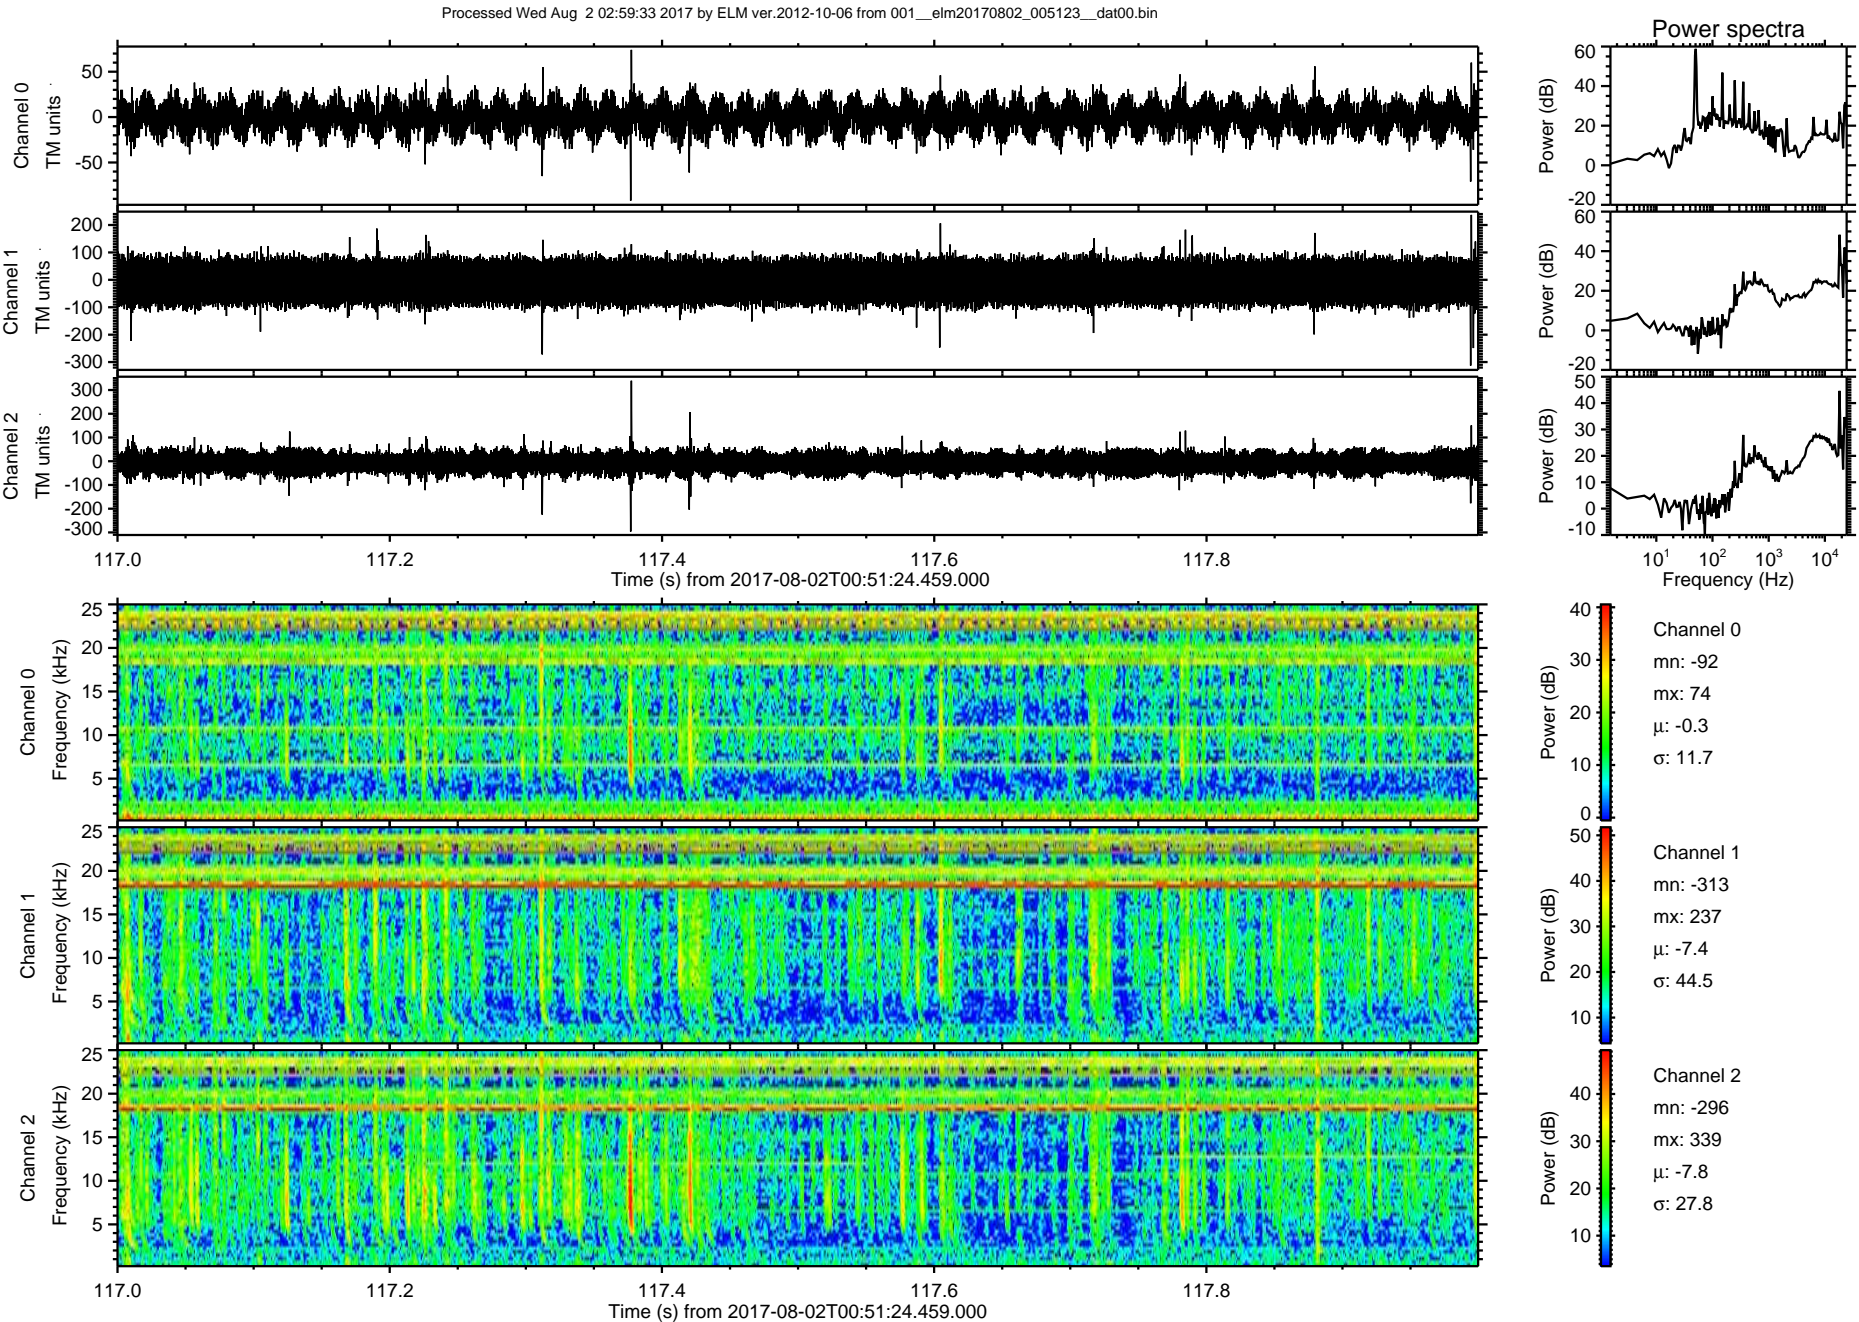 Processed Wed Aug  2 02:59:33 2017 by ELM ver.2012-10-06 from 001__elm20170802_005123__dat00.bin
Power spectra
Channel 0
TM units
50
0
-50
Power (dB)
60
40
20
0
-20
Channel 1
TM units
200
100
0
-100
-200
-300
Power (dB)
60
40
20
0
-20
Channel 2
TM units
300
200
100
0
-100
-200
-300
Power (dB)
50
40
30
20
10
0
-10
117.0 117.2 117.4 117.6 117.8
Time (s) from 2017-08-02T00:51:24.459.000
10^1 10^2 10^3 10^4
Frequency (Hz)
Channel 0
Frequency (kHz)
25
20
15
10
5
Power (dB)
40
30
20
10
0
Channel 0
mn: -92
mx: 74
μ: -0.3
σ: 11.7
Channel 1
Frequency (kHz)
25
20
15
10
5
Power (dB)
50
40
30
20
10
Channel 1
mn: -313
mx: 237
μ: -7.4
σ: 44.5
Channel 2
Frequency (kHz)
25
20
15
10
5
Power (dB)
40
30
20
10
Channel 2
mn: -296
mx: 339
μ: -7.8
σ: 27.8
117.0 117.2 117.4 117.6 117.8
Time (s) from 2017-08-02T00:51:24.459.000